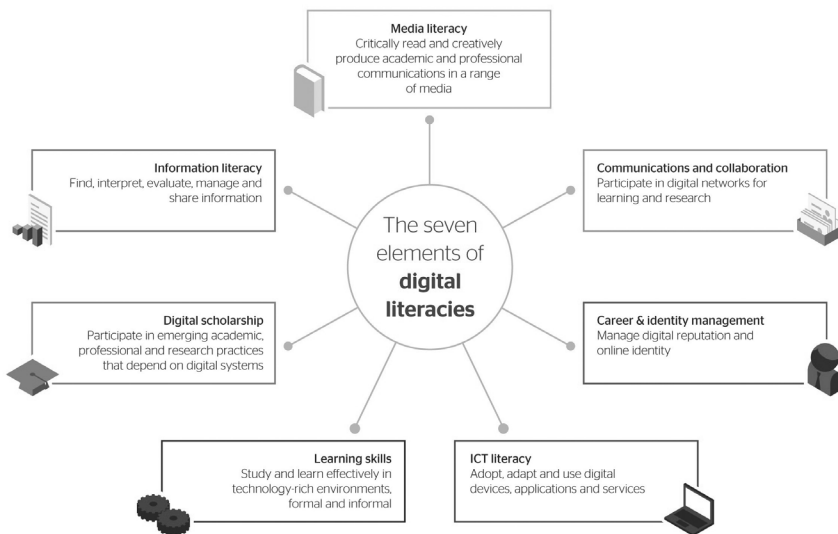 Media literacy
Critically read and creatively
produce academic and professional
communications in a range
of media
Information literacy
Find, interpret, evaluate, manage and
share information
Communications and collaboration
Participate in digital networks for
learning and research
The seven
elements of
digital
literacies
Digital scholarship
Participate in emerging academic,
professional and research practices
that depend on digital systems
Career & identity management
Manage digital reputation and
online identity
Learning skills
Study and learn effectively in
technology-rich environments,
formal and informal
ICT literacy
Adopt, adapt and use digital
devices, applications and services